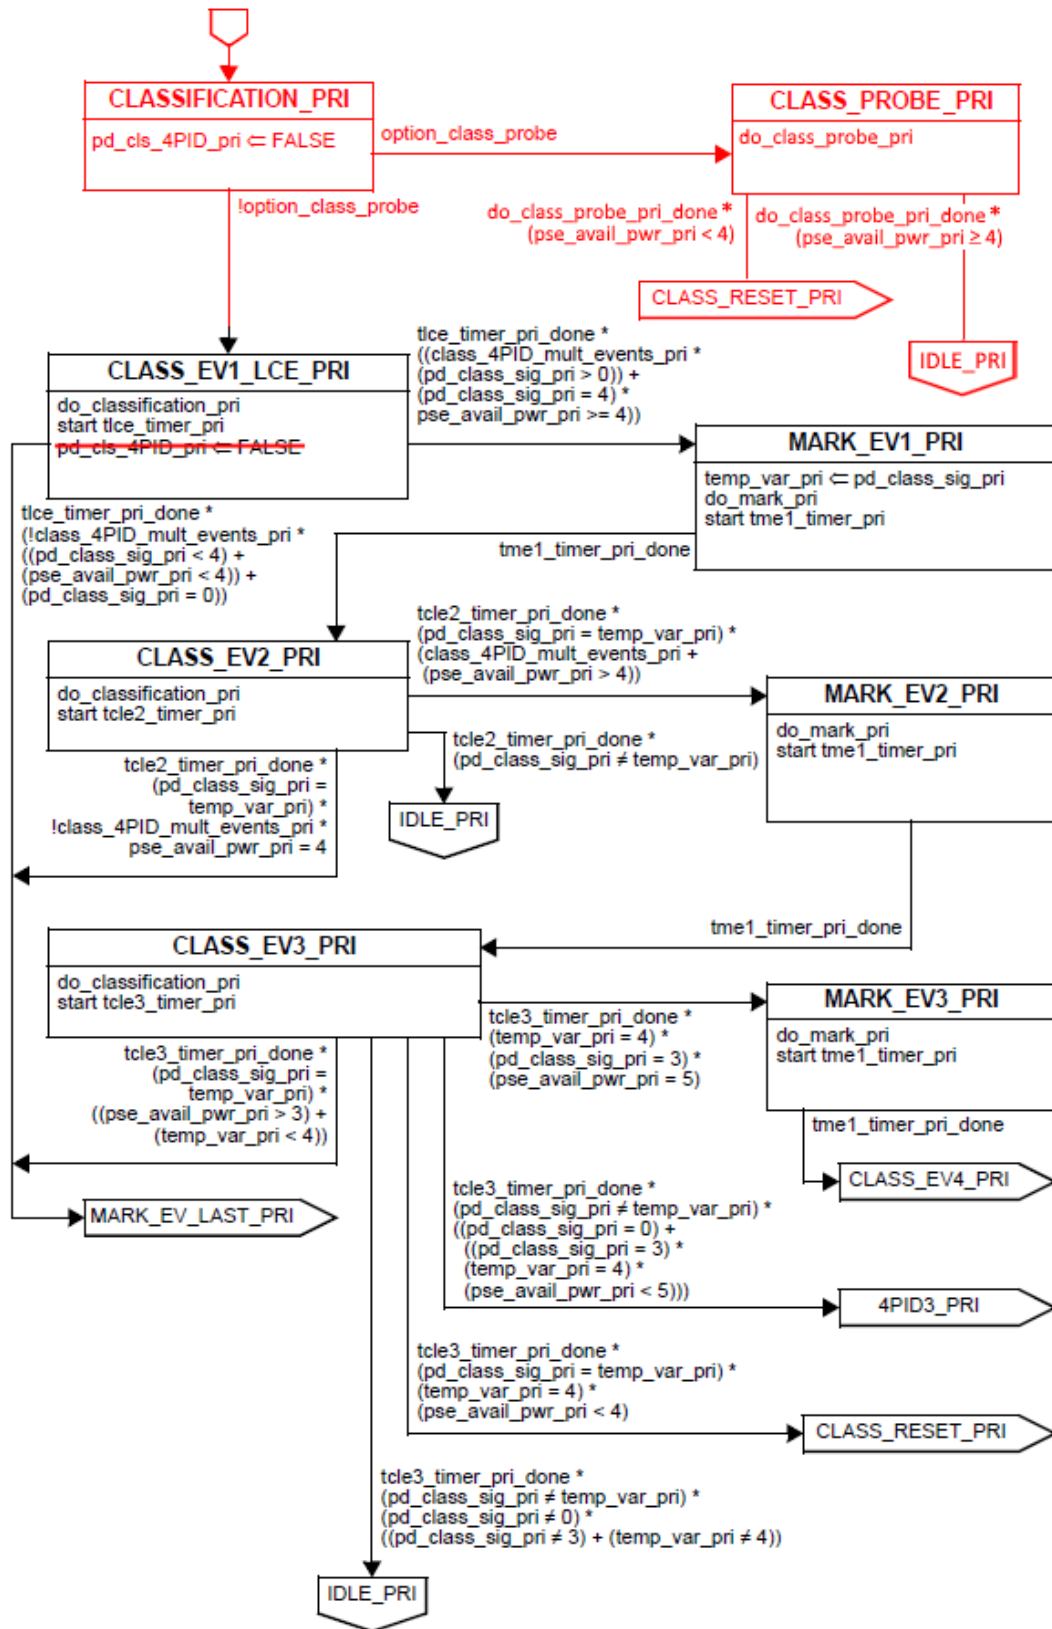 CLASSIFICATION_PRI
pd_cls_4PID_pri ⇐ FALSE
option_class_probe
!option_class_probe
CLASS_PROBE_PRI
do_class_probe_pri
do_class_probe_pri_done *
(pse_avail_pwr_pri < 4)
do_class_probe_pri_done *
(pse_avail_pwr_pri ≥ 4)
CLASS_RESET_PRI
IDLE_PRI
CLASS_EV1_LCE_PRI
do_classification_pri
start tlce_timer_pri
pd_cls_4PID_pri ⇐ FALSE
tlce_timer_pri_done *
((class_4PID_mult_events_pri *
(pd_class_sig_pri > 0)) +
(pd_class_sig_pri = 4) *
pse_avail_pwr_pri >= 4))
MARK_EV1_PRI
temp_var_pri ⇐ pd_class_sig_pri
do_mark_pri
start tme1_timer_pri
tlce_timer_pri_done *
(!class_4PID_mult_events_pri *
((pd_class_sig_pri < 4) +
(pse_avail_pwr_pri < 4)) +
(pd_class_sig_pri = 0))
tme1_timer_pri_done
CLASS_EV2_PRI
do_classification_pri
start tcle2_timer_pri
tcle2_timer_pri_done *
(pd_class_sig_pri = temp_var_pri) *
(class_4PID_mult_events_pri +
(pse_avail_pwr_pri > 4))
MARK_EV2_PRI
do_mark_pri
start tme1_timer_pri
tcle2_timer_pri_done *
(pd_class_sig_pri ≠ temp_var_pri)
IDLE_PRI
tcle2_timer_pri_done *
(pd_class_sig_pri =
temp_var_pri) *
!class_4PID_mult_events_pri *
pse_avail_pwr_pri = 4
tme1_timer_pri_done
CLASS_EV3_PRI
do_classification_pri
start tcle3_timer_pri
tcle3_timer_pri_done *
(temp_var_pri = 4) *
(pd_class_sig_pri = 3) *
(pse_avail_pwr_pri = 5)
MARK_EV3_PRI
do_mark_pri
start tme1_timer_pri
tme1_timer_pri_done
CLASS_EV4_PRI
tcle3_timer_pri_done *
(pd_class_sig_pri =
temp_var_pri) *
((pse_avail_pwr_pri > 3) +
(temp_var_pri < 4))
MARK_EV_LAST_PRI
tcle3_timer_pri_done *
(pd_class_sig_pri ≠ temp_var_pri) *
((pd_class_sig_pri = 0) +
((pd_class_sig_pri = 3) *
(temp_var_pri = 4) *
(pse_avail_pwr_pri < 5)))
4PID3_PRI
tcle3_timer_pri_done *
(pd_class_sig_pri = temp_var_pri) *
(temp_var_pri = 4) *
(pse_avail_pwr_pri < 4)
CLASS_RESET_PRI
tcle3_timer_pri_done *
(pd_class_sig_pri ≠ temp_var_pri) *
(pd_class_sig_pri ≠ 0) *
((pd_class_sig_pri ≠ 3) + (temp_var_pri ≠ 4))
IDLE_PRI